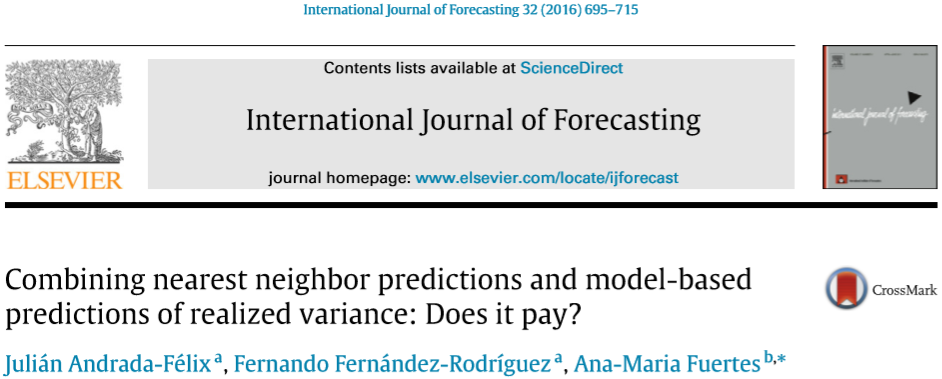 International Journal of Forecasting 32 (2016) 695–715
Contents lists available at ScienceDirect
International Journal of Forecasting
journal homepage: www.elsevier.com/locate/ijforecast
ELSEVIER
international journal of forecasting
Combining nearest neighbor predictions and model-based
predictions of realized variance: Does it pay?
CrossMark
Julián Andrada-Félix a, Fernando Fernández-Rodríguez a, Ana-Maria Fuertes b,*